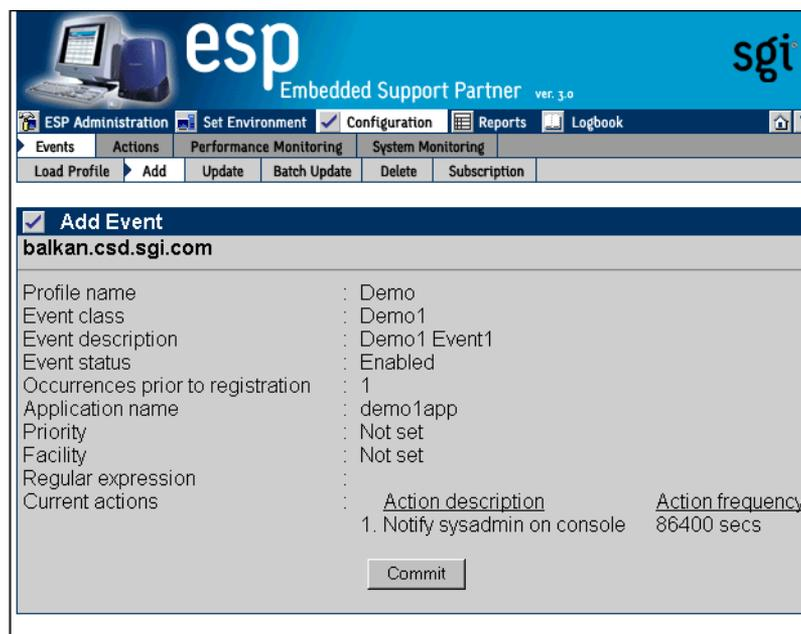 esp
sgi
Embedded Support Partner ver. 3.0
ESP Administration Set Environment Configuration Reports Logbook
Events Actions Performance Monitoring System Monitoring
Load Profile Add Update Batch Update Delete Subscription
Add Event
balkan.csd.sgi.com
Profile name : Demo
Event class : Demo1
Event description : Demo1 Event1
Event status : Enabled
Occurrences prior to registration : 1
Application name : demo1app
Priority : Not set
Facility : Not set
Regular expression :
Current actions : Action description Action frequency
1. Notify sysadmin on console 86400 secs
Commit